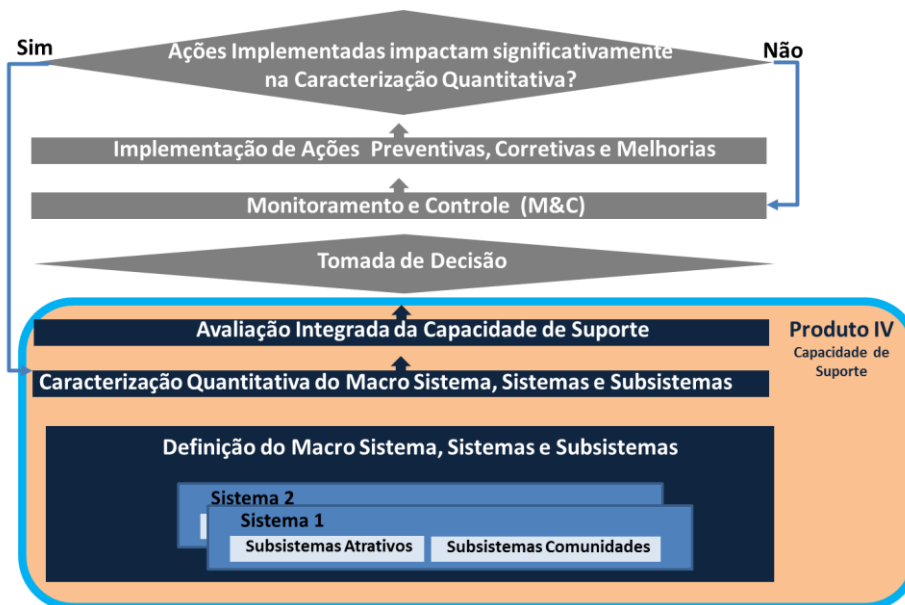 Sim
Ações Implementadas impactam significativamente
na Caracterização Quantitativa?
Não
Implementação de Ações Preventivas, Corretivas e Melhorias
Monitoramento e Controle (M&C)
Tomada de Decisão
Avaliação Integrada da Capacidade de Suporte
Produto IV
Capacidade de
Suporte
Caracterização Quantitativa do Macro Sistema, Sistemas e Subsistemas
Definição do Macro Sistema, Sistemas e Subsistemas
Sistema 2
Sistema 1
Subsistemas Atrativos
Subsistemas Comunidades